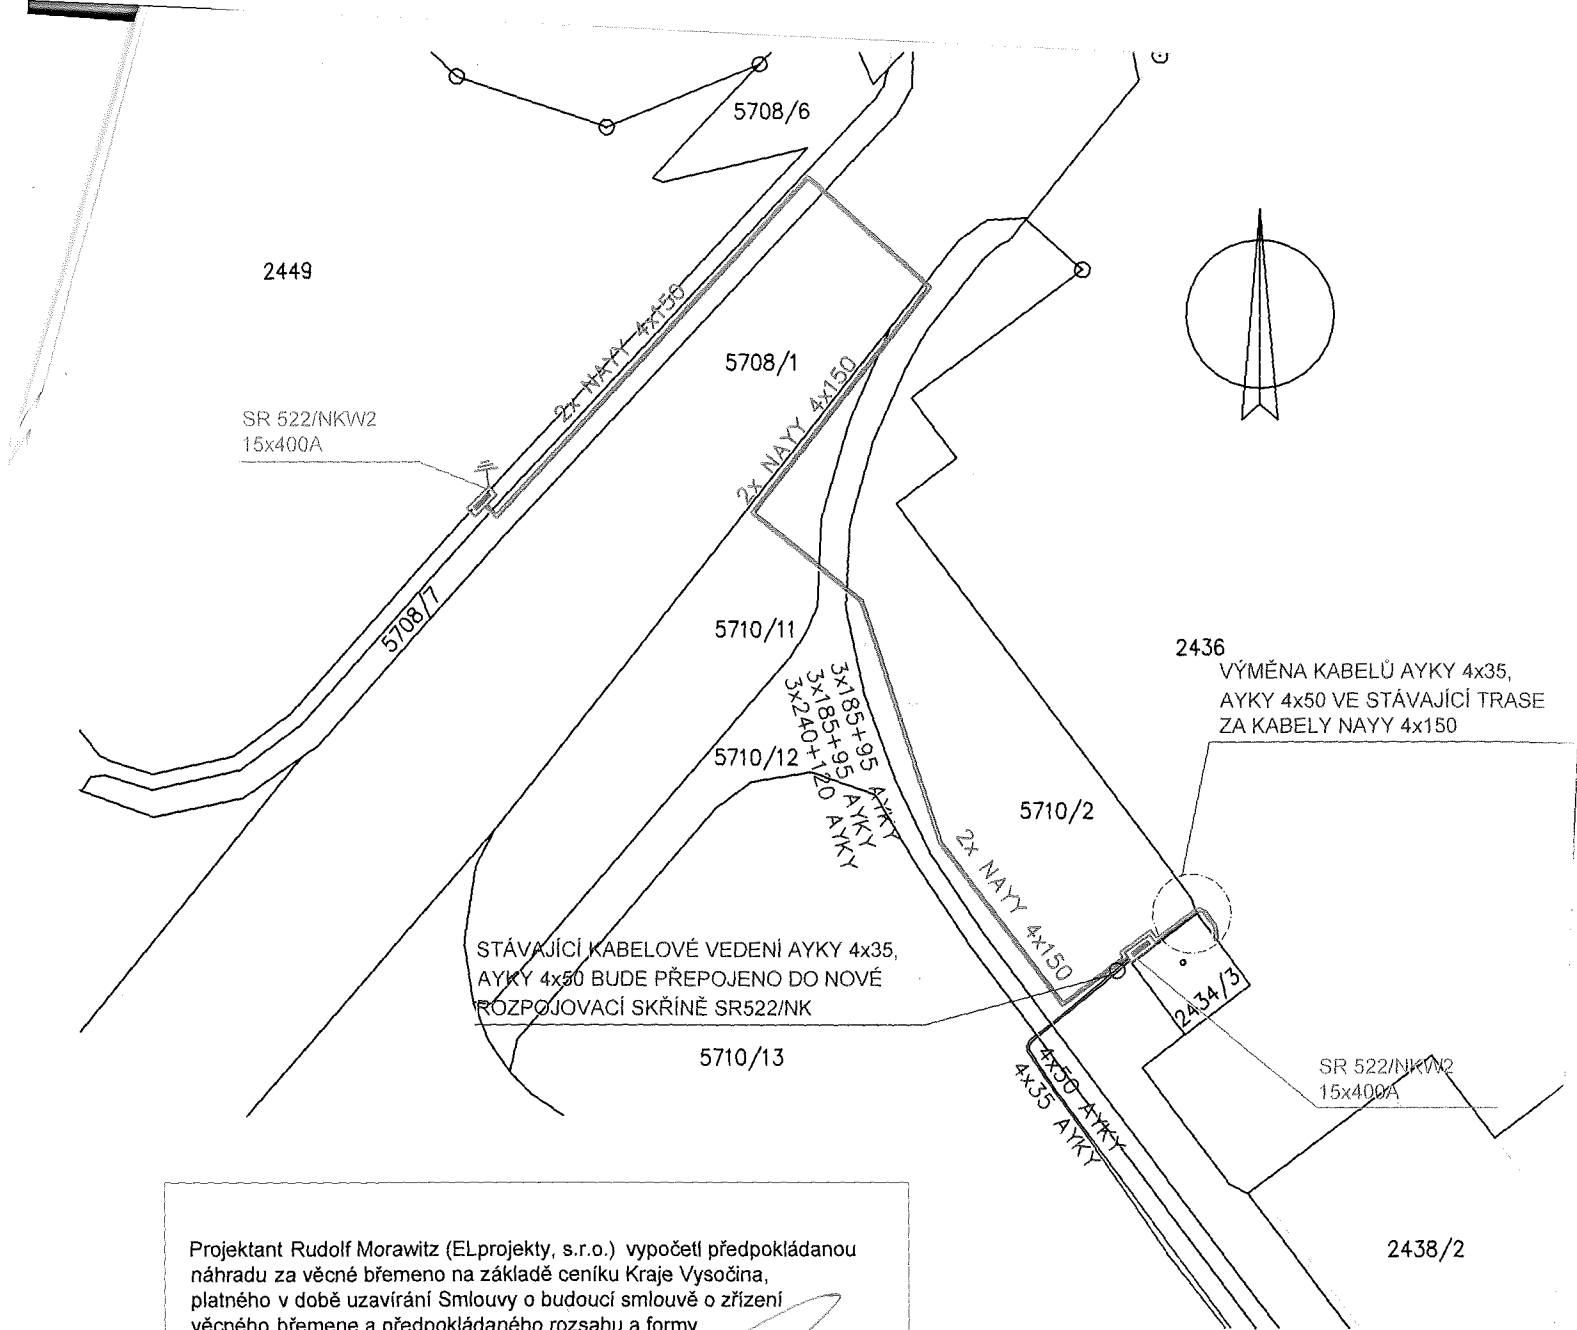 5708/6
2449
2x NAYY 4x150
5708/1
SR 522/NKW2
15x400A
2x NAYY 4x150
5708/7
5710/11
2436
VÝMĚNA KABELŮ AYKY 4x35,
AYKY 4x50 VE STÁVAJÍCÍ TRASE
ZA KABELY NAYY 4x150
3x185+95 AYKY
3x185+95 AYKY
3x240+120 AYKY
5710/12
5710/2
2x NAYY 4x150
STÁVAJÍCÍ KABELOVÉ VEDENÍ AYKY 4x35,
AYKY 4x50 BUDE PŘEPOJENO DO NOVÉ
ROZPOJOVACÍ SKŘÍNĚ SR522/NK
2434/3
5710/13
4x50 AYKY
4x35 AYKY
SR 522/NKW2
15x400A
2438/2
Projektant Rudolf Morawitz (ELprojekty, s.r.o.) vypočetl předpokládanou
náhradu za věcné břemeno na základě ceníku Kraje Vysočina,
platného v době uzavírání Smlouvy o budoucí smlouvě o zřízení
věcného břemene a předpokládaného rozsahu a formy